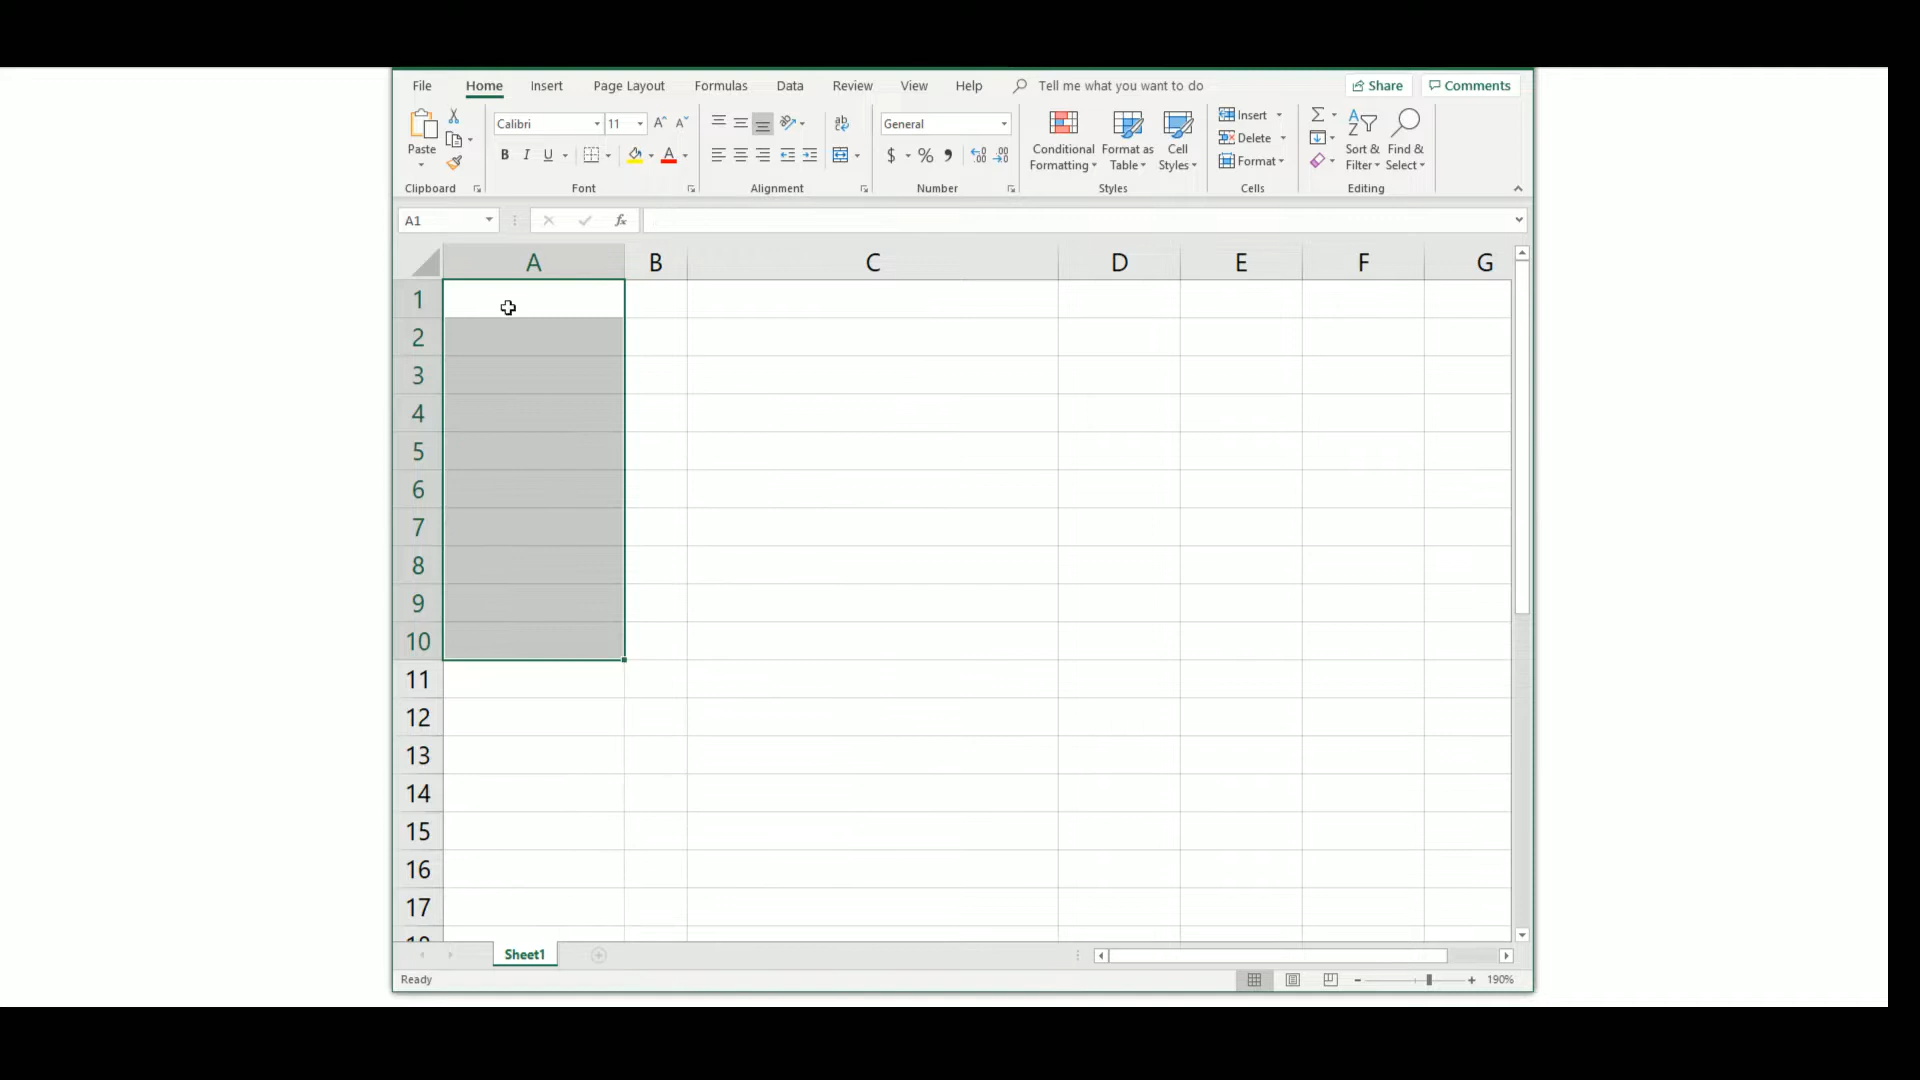 File Home Insert Page Layout Formulas Data Review View Help Tell me what you want to do Share Comments
Calibri 11 General Insert
Paste B I U $ % Conditional Formatting Format as Table Cell Styles Delete Sort & Filter Find & Select
Format
Clipboard Font Alignment Number Styles Cells Editing
A1 fx
A B C D E F G
1
2
3
4
5
6
7
8
9
10
11
12
13
14
15
16
17
Sheet1
Ready 190%